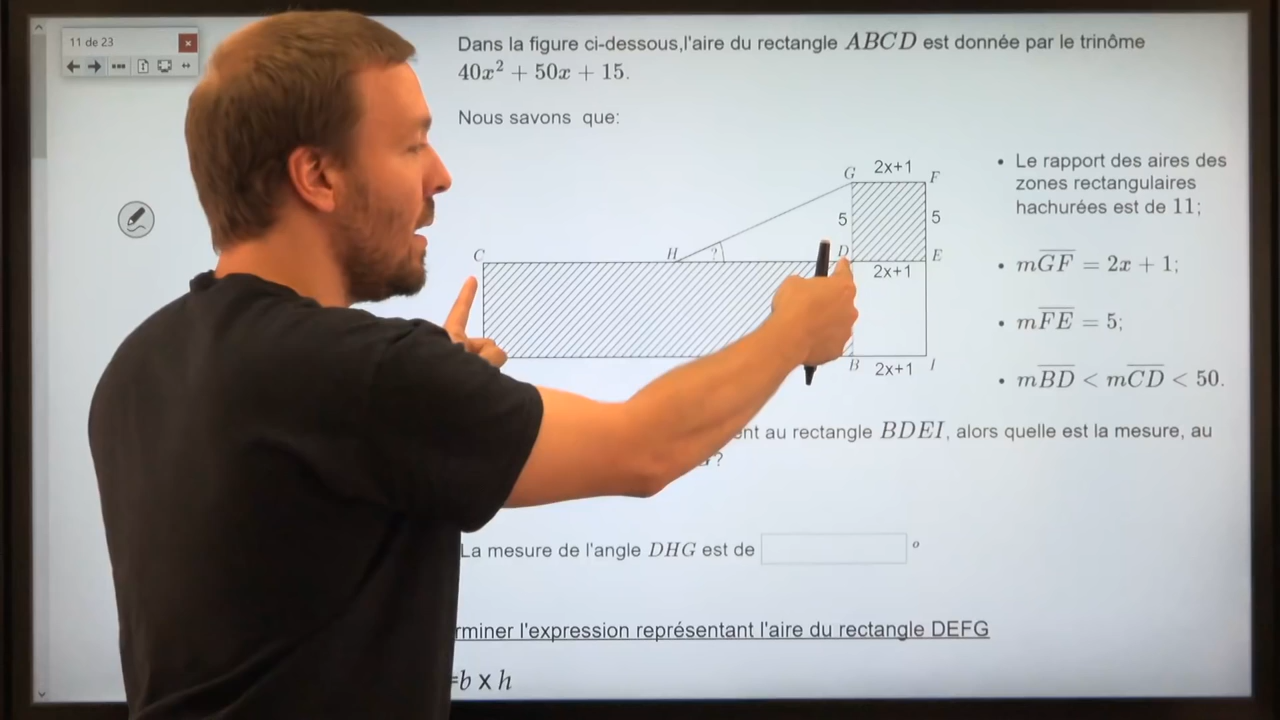 11 de 23
Dans la figure ci-dessous,l'aire du rectangle ABCD est donnée par le trinôme
40x² + 50x + 15.
Nous savons que:
G 2x+1 F
5 5
C H ? D E
2x+1
B 2x+1 I
• Le rapport des aires des
zones rectangulaires
hachurées est de 11;
• mGF = 2x + 1;
• mFE = 5;
• mBD < mCD < 50.
au rectangle BDEI, alors quelle est la mesure, au
?
La mesure de l'angle DHG est de °
l'expression représentant l'aire du rectangle DEFG
=b x h